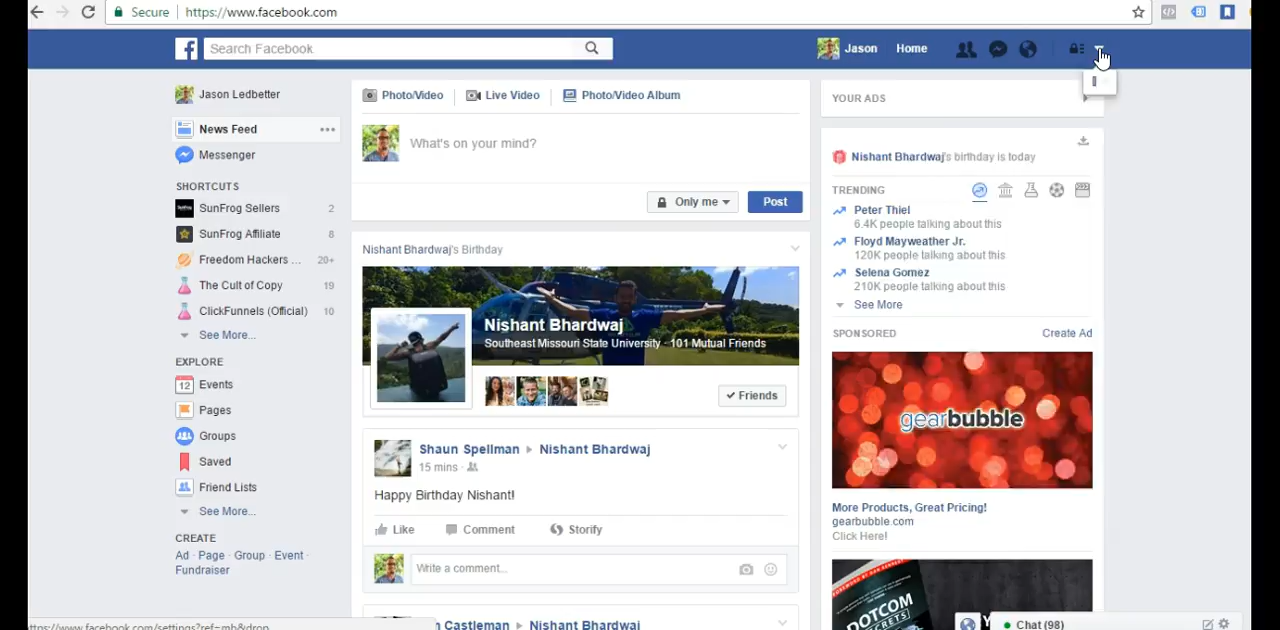 Secure https://www.facebook.com
Search Facebook
Jason Home
Jason Ledbetter
News Feed
Messenger
SHORTCUTS
SunFrog Sellers 2
SunFrog Affiliate 8
Freedom Hackers ... 20+
The Cult of Copy 19
ClickFunnels (Official) 10
See More...
EXPLORE
12 Events
Pages
Groups
Saved
Friend Lists
See More...
CREATE
Ad · Page · Group · Event ·
Fundraiser
https://www.facebook.com/settings?ref=mb&drop
Photo/Video Live Video Photo/Video Album
What's on your mind?
Only me Post
Nishant Bhardwaj's Birthday
Nishant Bhardwaj
Southeast Missouri State University · 101 Mutual Friends
Friends
Shaun Spellman Nishant Bhardwaj
15 mins ·
Happy Birthday Nishant!
Like Comment Storify
Write a comment...
Castleman Nishant Bhardwaj
YOUR ADS
Nishant Bhardwaj's birthday is today
TRENDING
Peter Thiel
6.4K people talking about this
Floyd Mayweather Jr.
120K people talking about this
Selena Gomez
210K people talking about this
See More
SPONSORED Create Ad
gearbubble
More Products, Great Pricing!
gearbubble.com
Click Here!
DOTCOM
SECRETS
Chat (98)